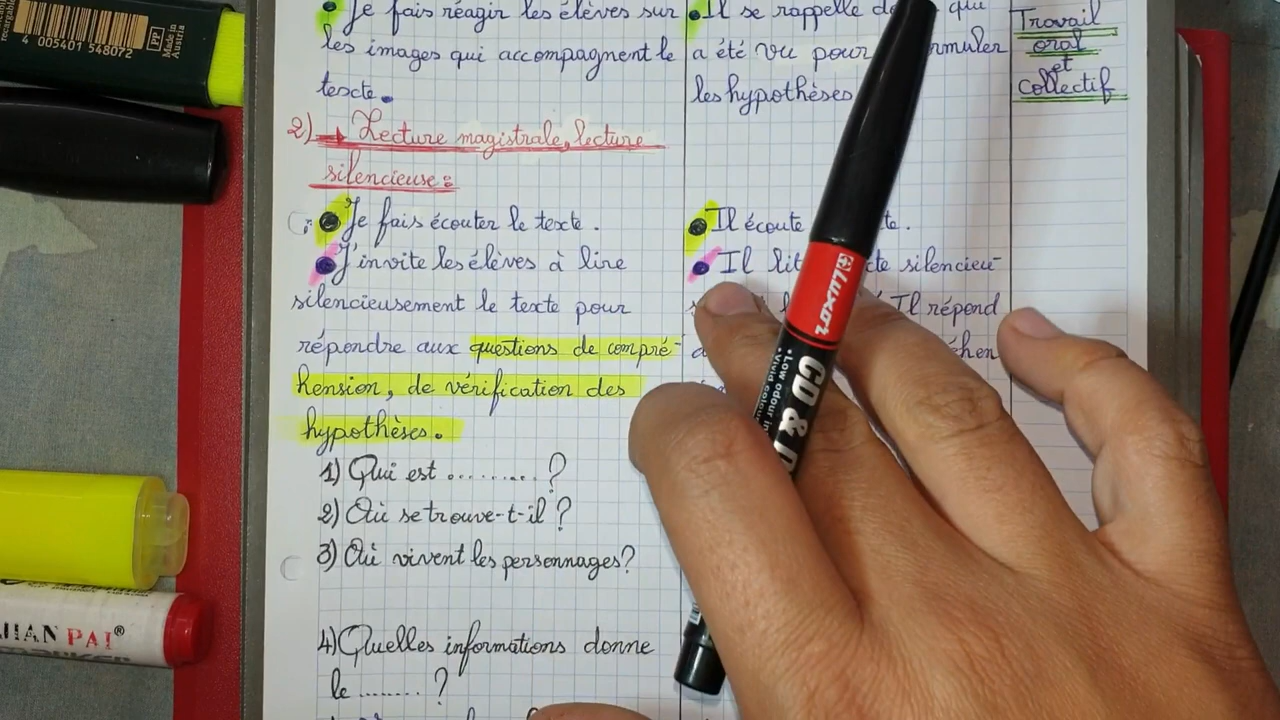 4 005401 548072
PP
Made in
Austria
Je fais réagir les élèves sur
les images qui accompagnent le
texte.
2) → Lecture magistrale, lecture
silencieuse :
Je fais écouter le texte.
J'invite les élèves à lire
silencieusement le texte pour
répondre aux questions de compré-
hension, de vérification des
hypothèses.
1) Qui est .......... ?
2) Où se trouve-t-il ?
3) Où vivent les personnages?
4) Quelles informations donne
le ........ ?
Il se rappelle
a été vu pour
les hypothèses
Il écoute
Il lit silencieu-
Il répond
Travail
oral
et
collectif
Luxor
CD &
Low odour
Vivid
PAI®